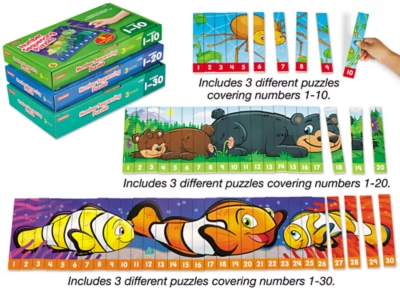 1–10
1–20
1–30
1 2 3 4 5 6 7 8 9 10
Includes 3 different puzzles
covering numbers 1-10.
1 2 3 4 5 6 7 8 9 10 11 12 13 14 15 16 17 18 19 20
Includes 3 different puzzles covering numbers 1-20.
1 2 3 4 5 6 7 8 9 10 11 12 13 14 15 16 17 18 19 20 21 22 23 24 25 26 27 28 29 30
Includes 3 different puzzles covering numbers 1-30.